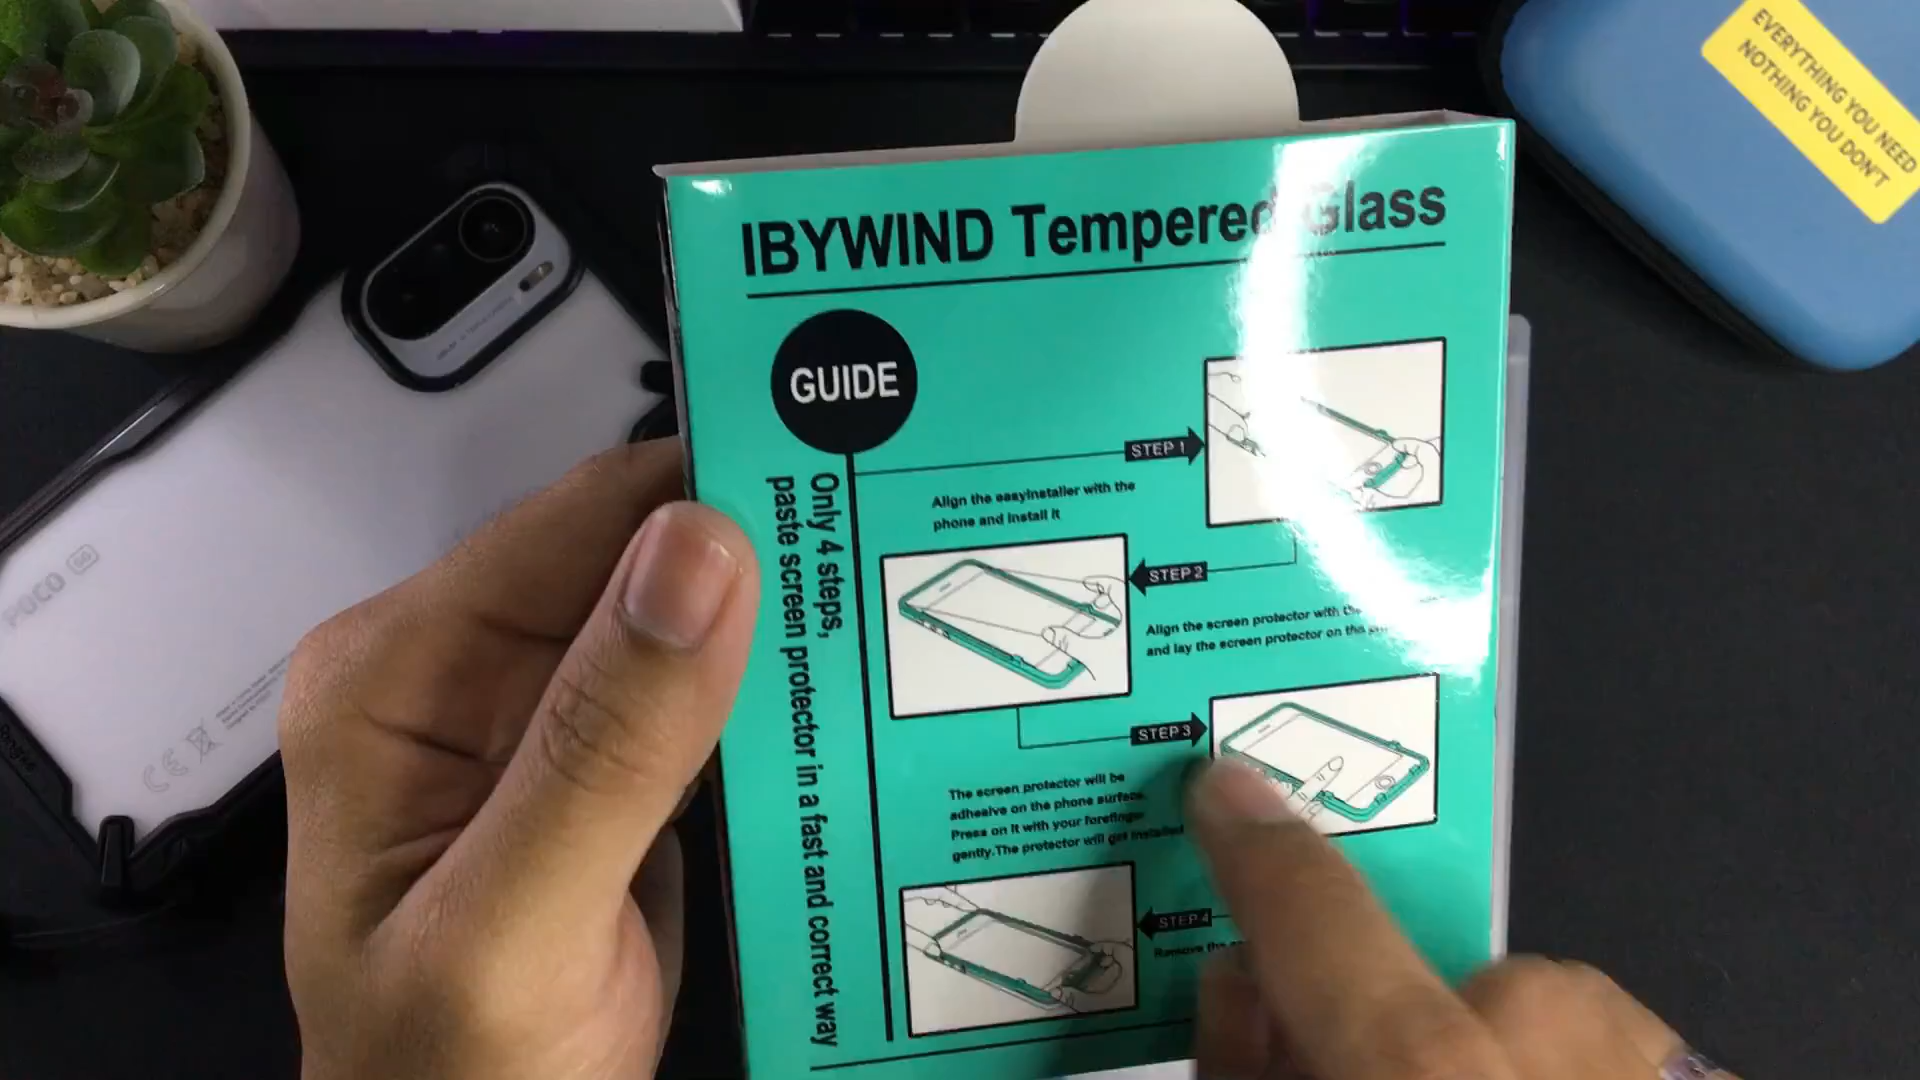 EVERYTHING YOU NEED
NOTHING YOU DON'T
IBYWIND Tempered Glass
GUIDE
Only 4 steps,
paste screen protector in a fast and correct way
STEP 1
Align the easyinstaller with the
phone and install it
STEP 2
Align the screen protector with
and lay the screen protector on the
STEP 3
The screen protector will be
adhesive on the phone surface.
Press on it with your forefinger
gently.The protector will get installed
STEP 4
Remove the
POCO 5G
CE